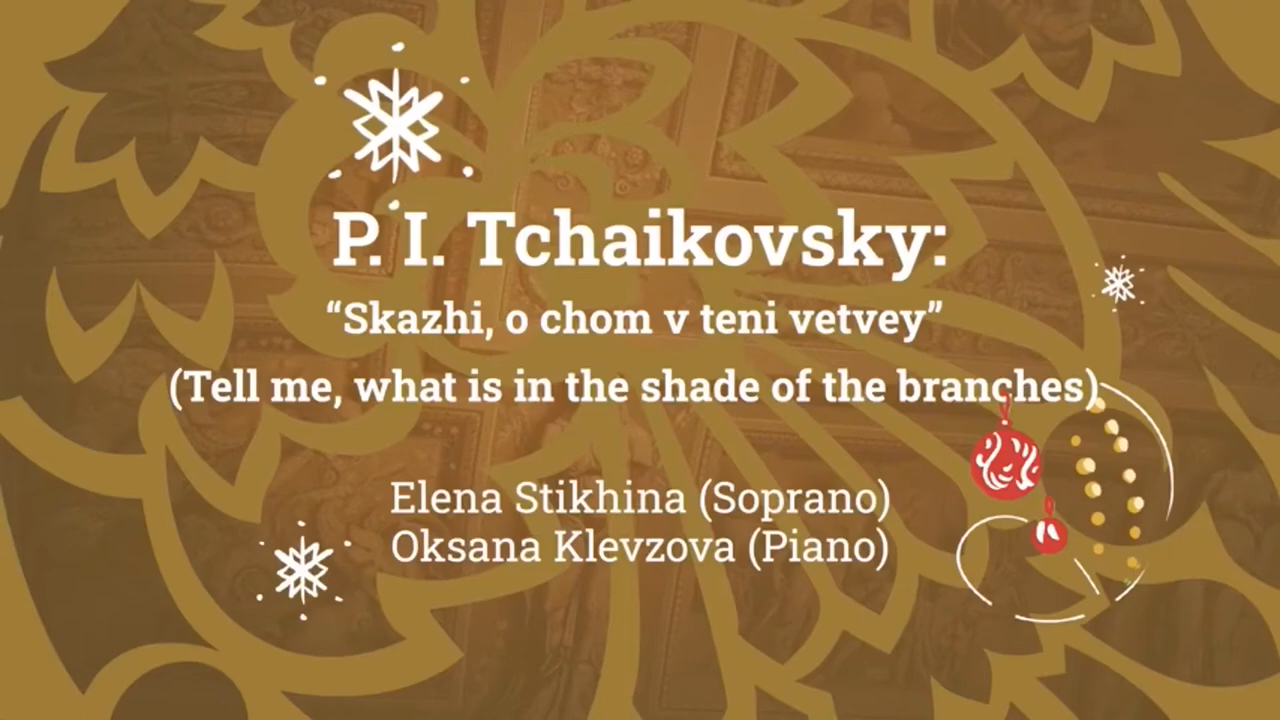 P. I. Tchaikovsky:
“Skazhi, o chom v teni vetvey”
(Tell me, what is in the shade of the branches)
Elena Stikhina (Soprano)
Oksana Klevzova (Piano)